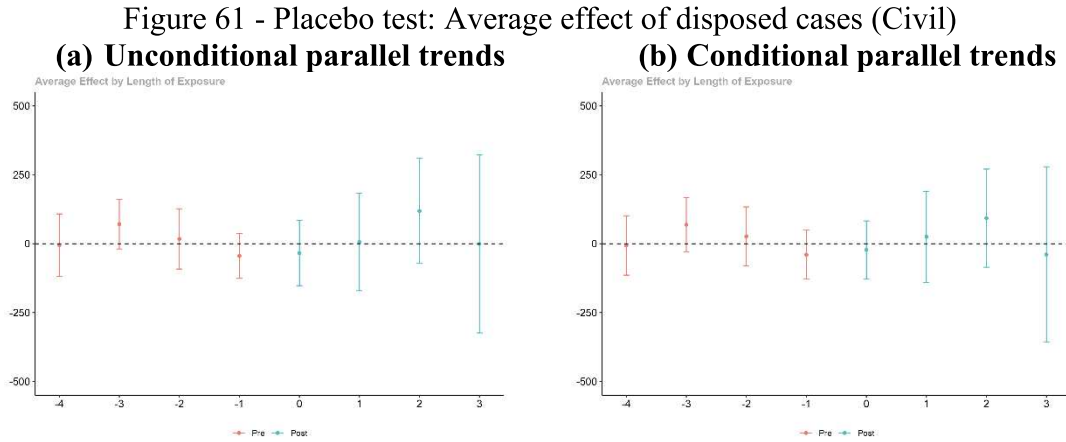 Figure 61 - Placebo test: Average effect of disposed cases (Civil)
(a) Unconditional parallel trends
Average Effect by Length of Exposure
500
250
0
-250
-500
-4 -3 -2 -1 0 1 2 3
Pre Post
(b) Conditional parallel trends
Average Effect by Length of Exposure
500
250
0
-250
-500
-4 -3 -2 -1 0 1 2 3
Pre Post